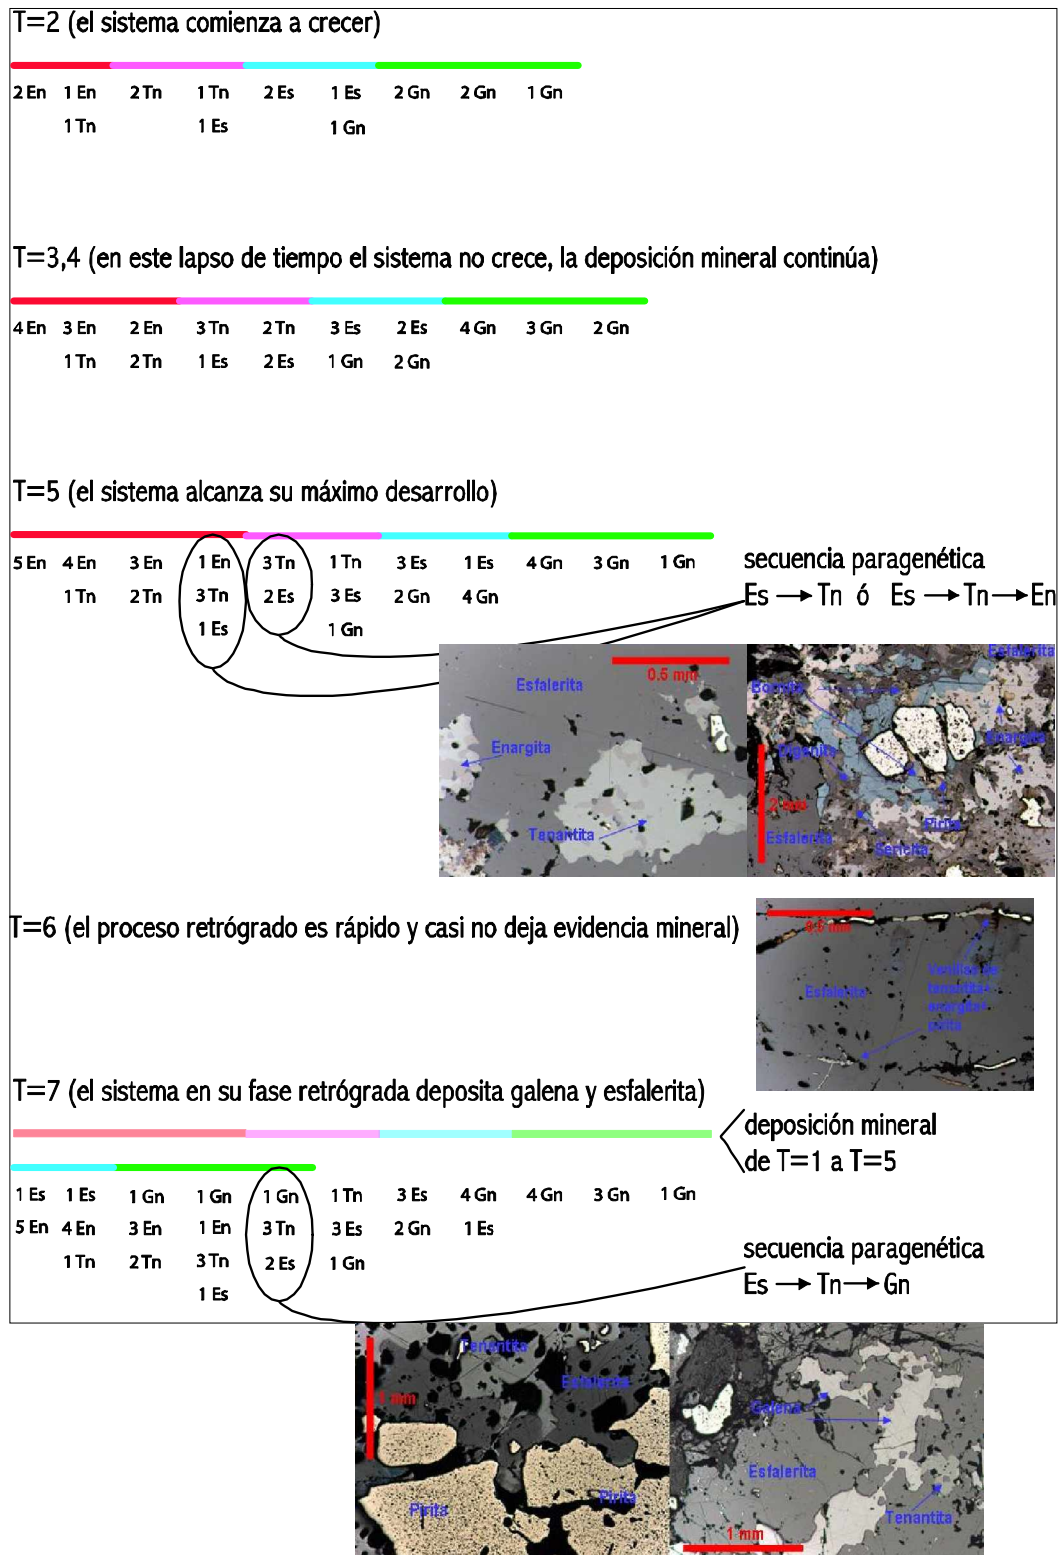 T=2 (el sistema comienza a crecer)
2 En 1 En 2 Tn 1 Tn 2 Es 1 Es 2 Gn 2 Gn 1 Gn
1 Tn 1 Es 1 Gn
T=3,4 (en este lapso de tiempo el sistema no crece, la deposición mineral continúa)
4 En 3 En 2 En 3 Tn 2 Tn 3 Es 2 Es 4 Gn 3 Gn 2 Gn
1 Tn 2 Tn 1 Es 2 Es 1 Gn 2 Gn
T=5 (el sistema alcanza su máximo desarrollo)
5 En 4 En 3 En 1 En 3 Tn 1 Tn 3 Es 1 Es 4 Gn 3 Gn 1 Gn
1 Tn 2 Tn 3 Tn 2 Es 3 Es 2 Gn 4 Gn
1 Es 1 Gn
secuencia paragenética
Es → Tn ó Es → Tn → En
0.5 mm
Esfalerita
Enargita
Tenantita
Esfalerita
Bornita
Enargita
Digenita
2 mm
Pirita
Esfalerita
Sericita
T=6 (el proceso retrógrado es rápido y casi no deja evidencia mineral)
0.5 mm
Esfalerita
Venillas de
tenantita+
enargita+
pirita
T=7 (el sistema en su fase retrógrada deposita galena y esfalerita)
deposición mineral
de T=1 a T=5
1 Es 1 Es 1 Gn 1 Gn 1 Gn 1 Tn 3 Es 4 Gn 4 Gn 3 Gn 1 Gn
5 En 4 En 3 En 1 En 3 Tn 3 Es 2 Gn 1 Es
1 Tn 2 Tn 3 Tn 2 Es 1 Gn
1 Es
secuencia paragenética
Es → Tn → Gn
Tenantita
Esfalerita
1 mm
Pirita
Pirita
Galena
Esfalerita
Tenantita
1 mm